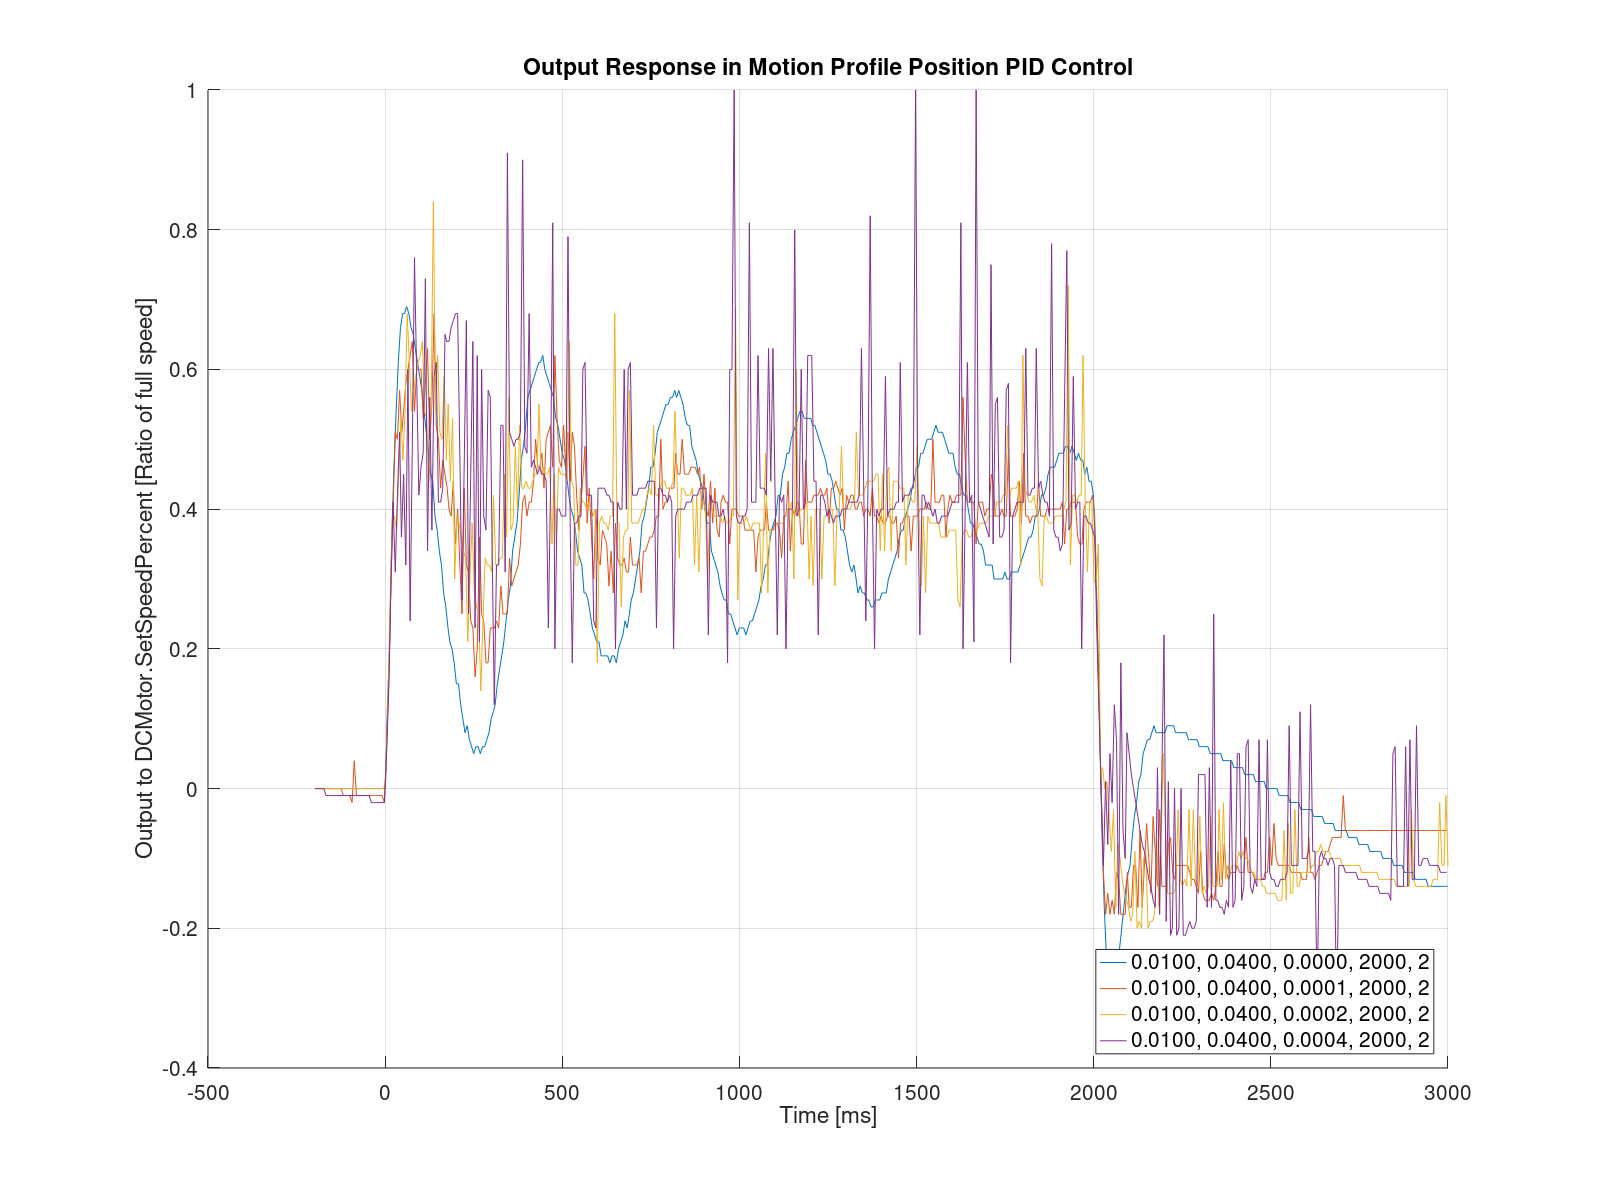 Output Response in Motion Profile Position PID Control
Output to DCMotor.SetSpeedPercent [Ratio of full speed]
1
0.8
0.6
0.4
0.2
0
-0.2
-0.4
-500 0 500 1000 1500 2000 2500 3000
Time [ms]
0.0100, 0.0400, 0.0000, 2000, 2
0.0100, 0.0400, 0.0001, 2000, 2
0.0100, 0.0400, 0.0002, 2000, 2
0.0100, 0.0400, 0.0004, 2000, 2